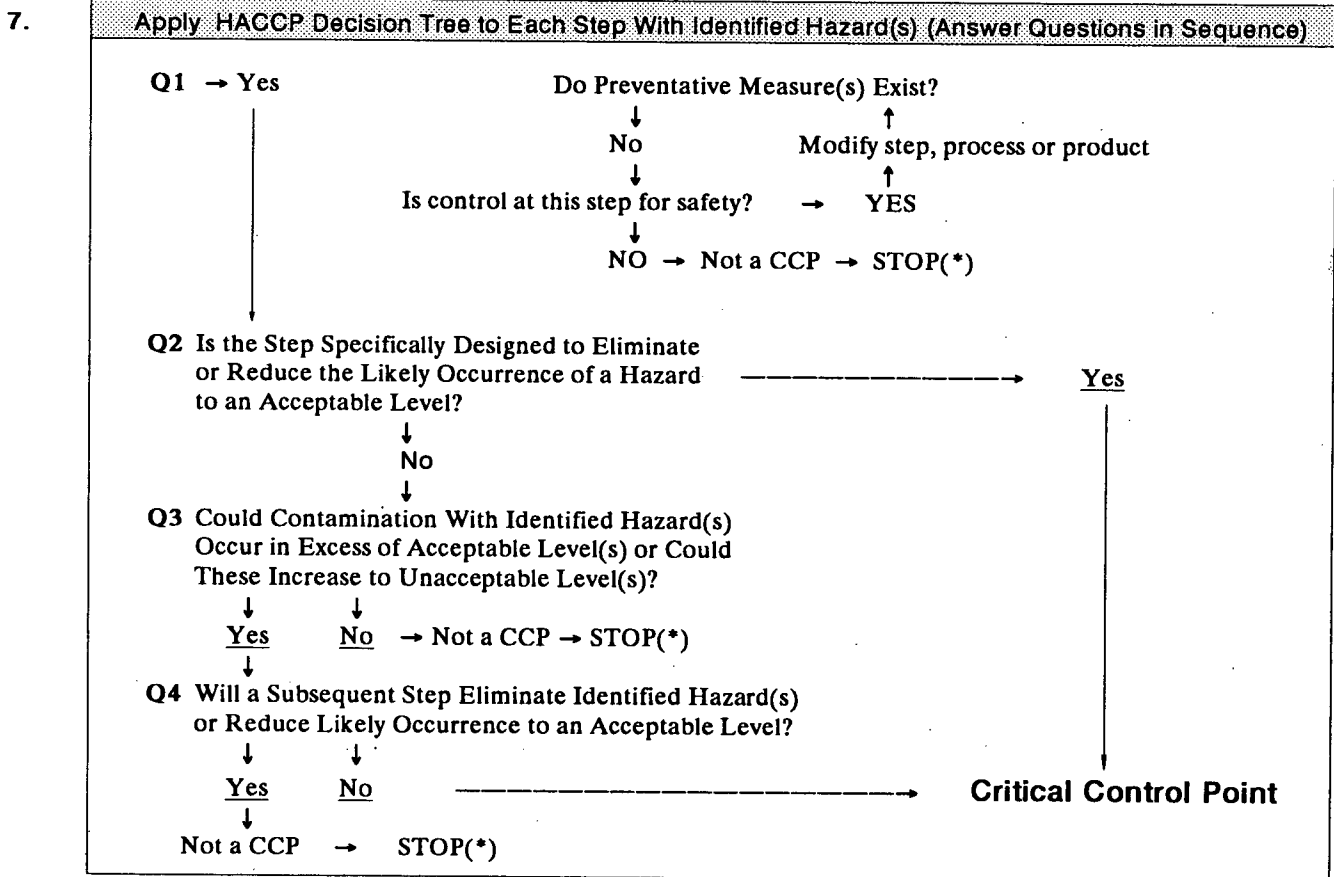 7.
Apply HACCP Decision Tree to Each Step With Identified Hazard(s) (Answer Questions in Sequence)
Q1 → Yes Do Preventative Measure(s) Exist?
↓ ↑
No Modify step, process or product
↓ ↑
Is control at this step for safety? → YES
↓
NO → Not a CCP → STOP(*)
Q2 Is the Step Specifically Designed to Eliminate
or Reduce the Likely Occurrence of a Hazard → Yes
to an Acceptable Level?
↓
No
↓
Q3 Could Contamination With Identified Hazard(s)
Occur in Excess of Acceptable Level(s) or Could
These Increase to Unacceptable Level(s)?
↓ ↓
Yes No → Not a CCP → STOP(*)
↓
Q4 Will a Subsequent Step Eliminate Identified Hazard(s)
or Reduce Likely Occurrence to an Acceptable Level?
↓ ↓
Yes No → Critical Control Point
↓
Not a CCP → STOP(*)